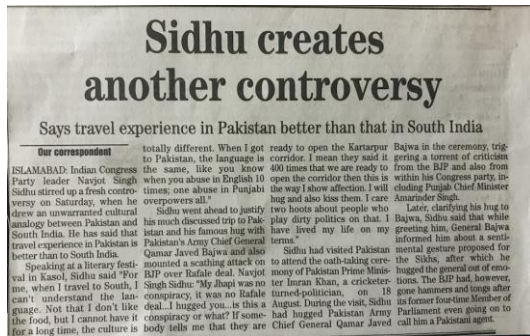 Sidhu creates
another controversy
Says travel experience in Pakistan better than that in South India
Our correspondent
ISLAMABAD: Indian Congress
Party leader Navjot Singh
Sidhu stirred up a fresh contro-
versy on Saturday, when he
drew an unwarranted cultural
analogy between Pakistan and
South India. He has said that
travel experience in Pakistan is
better than to South India.
Speaking at a literary festi-
val in Kasol, Sidhu said "For
me, when I travel to South, I
can't understand the lan-
guage. Not that I don't like
the food, but I cannot have it
for a long time, the culture is
totally different. When I got
to Pakistan, the language is
the same, like you know
when you abuse in English 10
times; one abuse in Punjabi
overpowers all."
Sidhu went ahead to justify
his much discussed trip to Pak-
istan and his famous hug with
Pakistan's Army Chief General
Qamar Javed Bajwa and also
mounted a scathing attack on
BJP over Rafale deal. Navjot
Singh Sidhu: "My Jhapi was no
conspiracy, it was no Rafale
deal...I hugged you...is this a
conspiracy or what? If some-
body tells me that they are
ready to open the Kartarpur
corridor. I mean they said it
400 times that we are ready to
open the corridor then this is
the way I show affection. I will
hug and also kiss them. I care
two hoots about people who
play dirty politics on that. I
have lived my life on my
terms."
Sidhu had visited Pakistan
to attend the oath-taking cere-
mony of Pakistan Prime Minis-
ter Imran Khan, a cricketer-
turned-politician, on 18
August. During the visit, Sidhu
had hugged Pakistan Army
Chief General Qamar Javed
Bajwa in the ceremony, trig-
gering a torrent of criticism
from the BJP and also from
within his Congress party, in-
cluding Punjab Chief Minister
Amarinder Singh.
Later, clarifying his hug to
Bajwa, Sidhu said that while
greeting him, General Bajwa
informed him about a senti-
mental gesture proposed for
the Sikhs, after which he
hugged the general out of emo-
tions. The BJP had, however,
gone hammers and tongs after
its former four-time Member of
Parliament even going on to
call him a Pakistani agent.